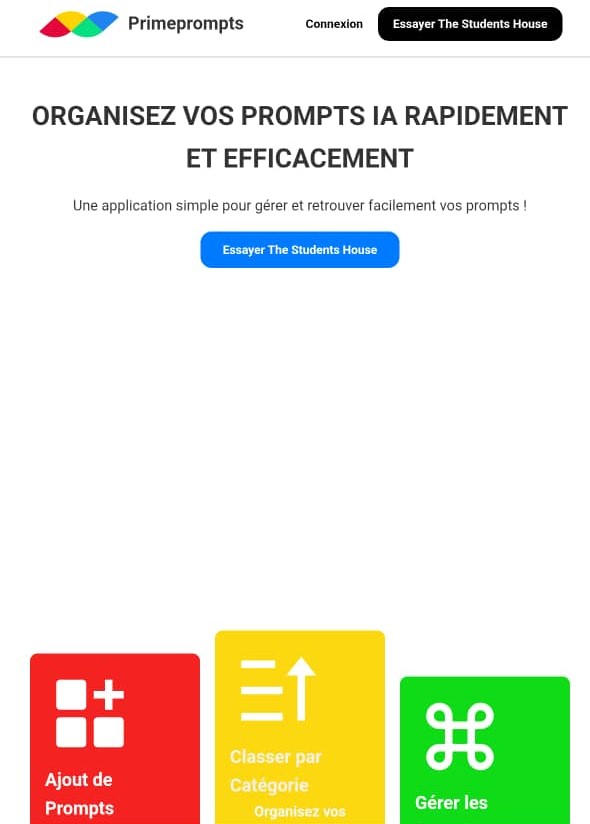 Primeprompts
Connexion
Essayer The Students House
ORGANISEZ VOS PROMPTS IA RAPIDEMENT
ET EFFICACEMENT
Une application simple pour gérer et retrouver facilement vos prompts !
Essayer The Students House
Ajout de
Prompts
Classer par
Catégorie
Organisez vos
Gérer les